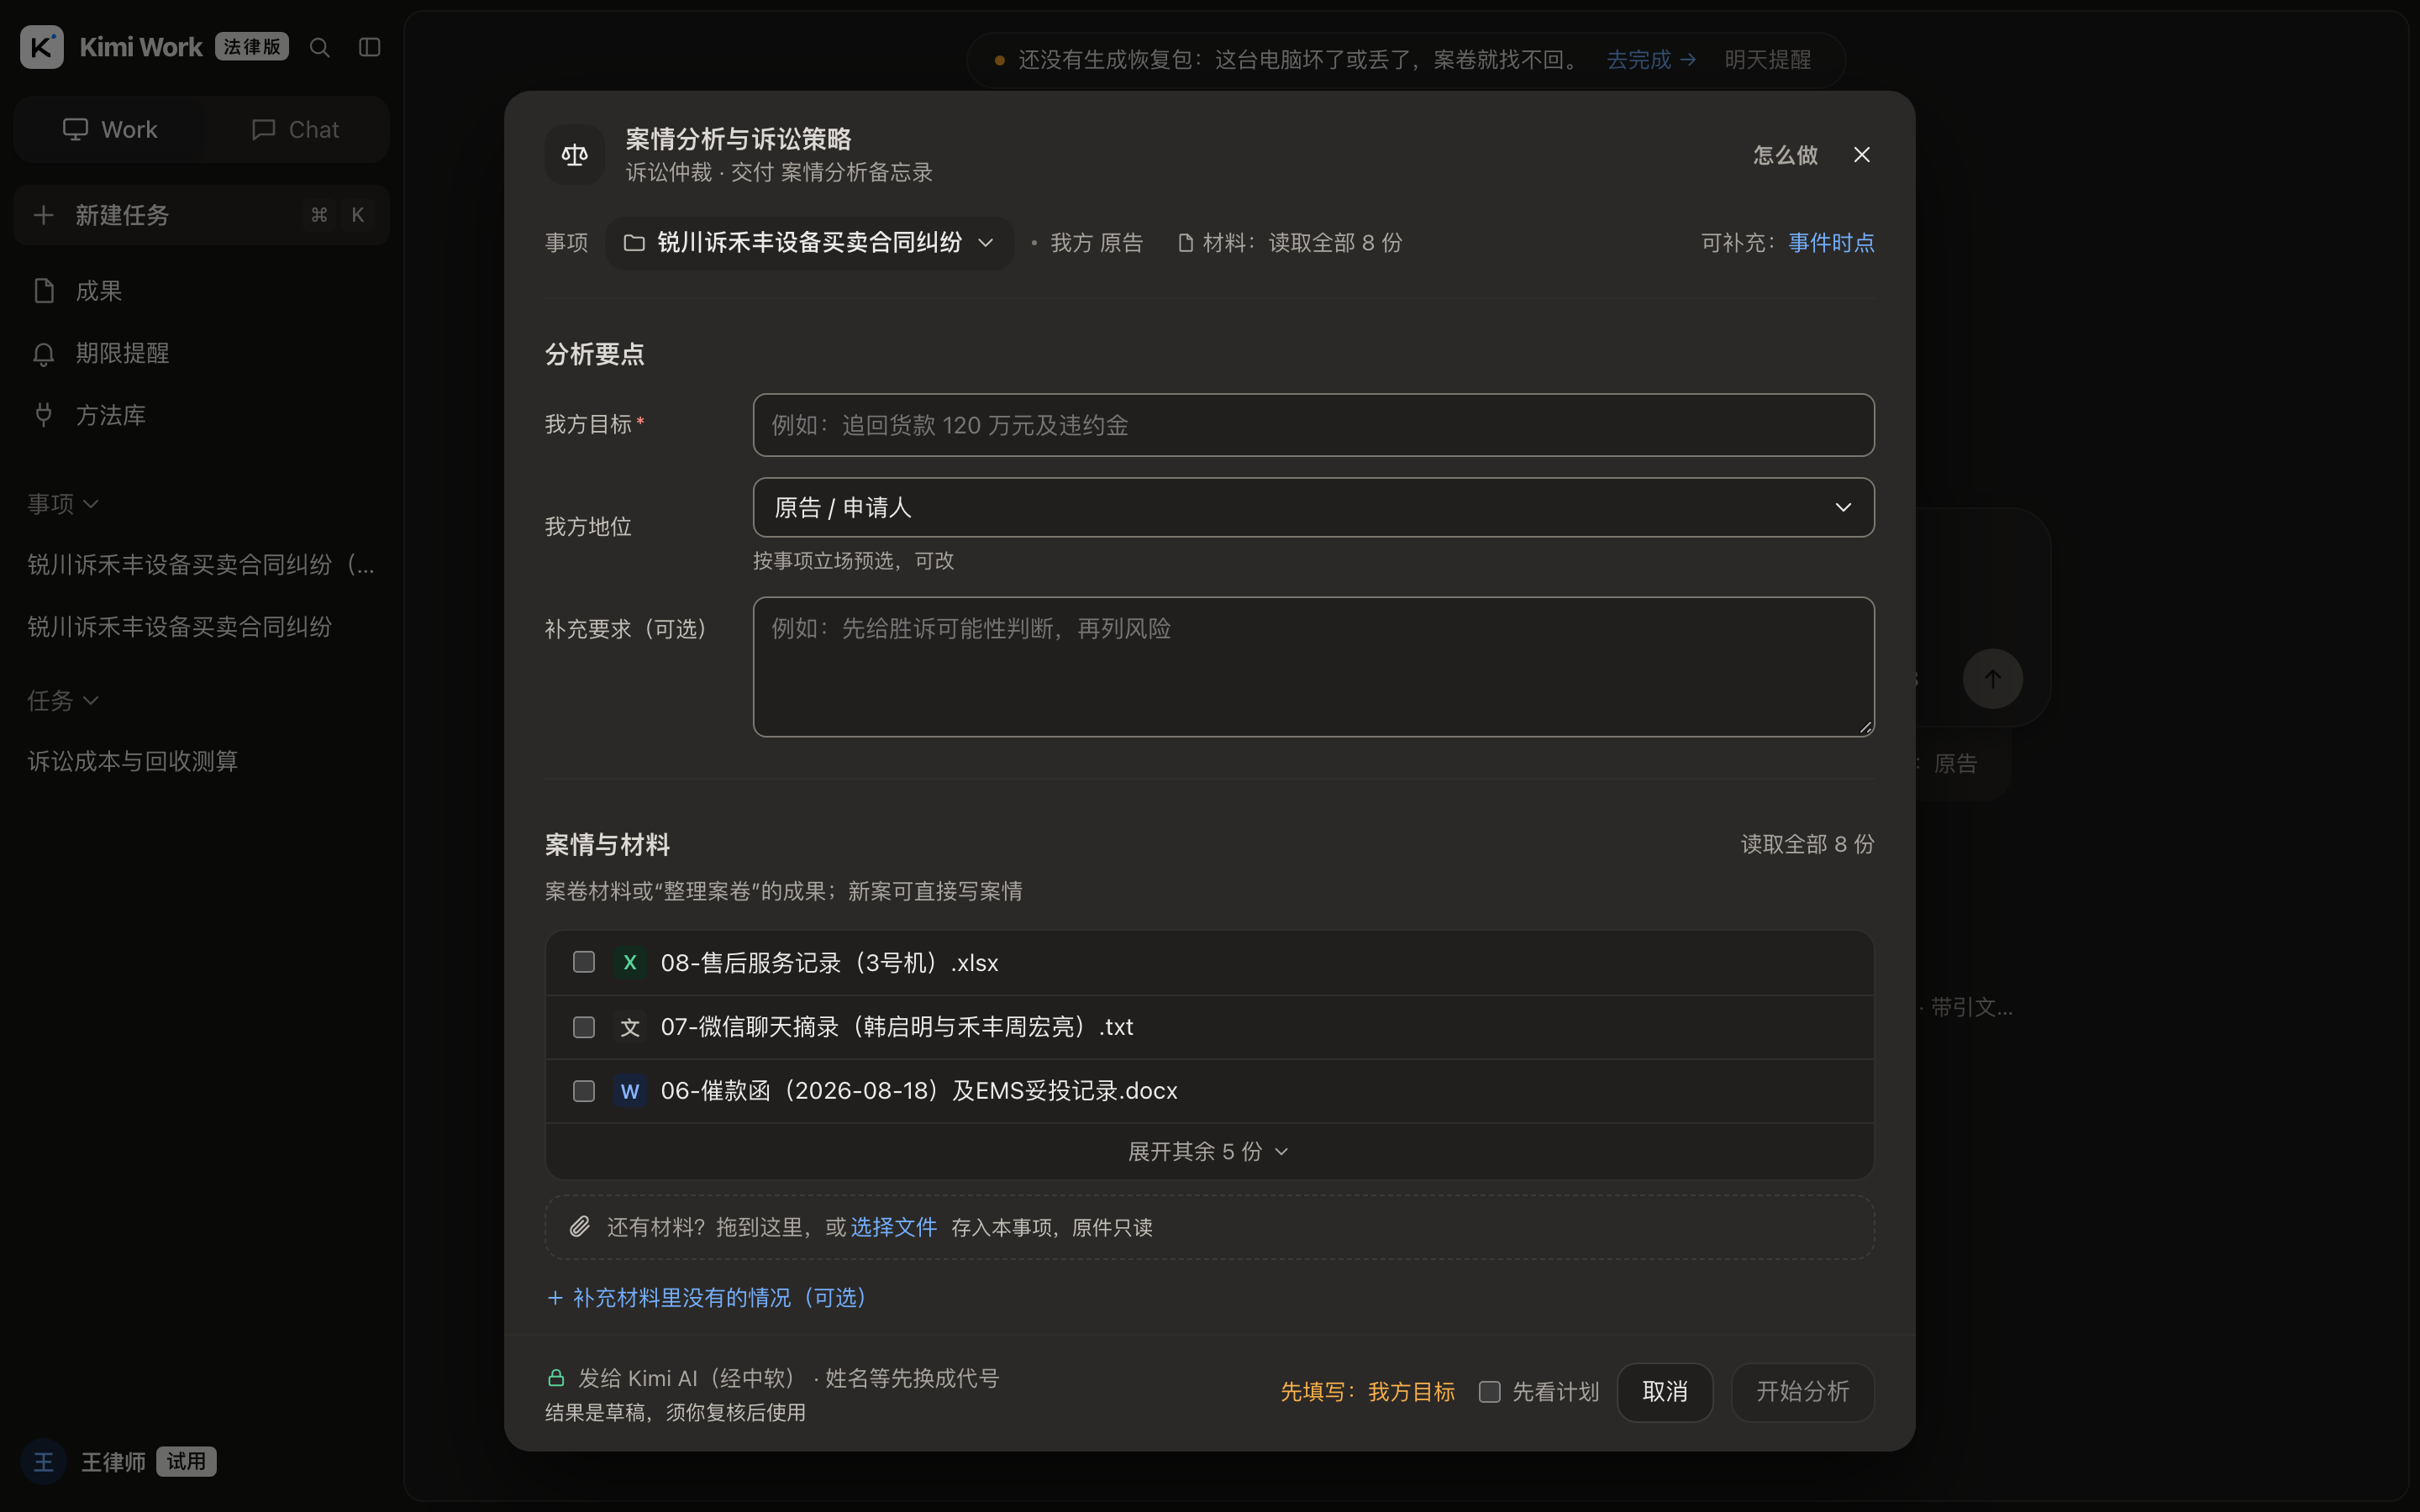 Kimi Work 法律版
Work
Chat
新建任务 ⌘ K
成果
期限提醒
方法库
事项
锐川诉禾丰设备买卖合同纠纷（...
锐川诉禾丰设备买卖合同纠纷
任务
诉讼成本与回收测算
王 王律师 试用
还没有生成恢复包：这台电脑坏了或丢了，案卷就找不回。 去完成 → 明天提醒
案情分析与诉讼策略
诉讼仲裁 · 交付 案情分析备忘录
怎么做
事项 锐川诉禾丰设备买卖合同纠纷 · 我方 原告 材料：读取全部 8 份
可补充：事件时点
分析要点
我方目标*
例如：追回货款 120 万元及违约金
我方地位
原告 / 申请人
按事项立场预选，可改
补充要求（可选）
例如：先给胜诉可能性判断，再列风险
案情与材料
读取全部 8 份
案卷材料或“整理案卷”的成果；新案可直接写案情
X 08-售后服务记录（3号机）.xlsx
文 07-微信聊天摘录（韩启明与禾丰周宏亮）.txt
W 06-催款函（2026-08-18）及EMS妥投记录.docx
展开其余 5 份
还有材料？拖到这里，或选择文件 存入本事项，原件只读
+ 补充材料里没有的情况（可选）
发给 Kimi AI（经中软） · 姓名等先换成代号
结果是草稿，须你复核后使用
先填写：我方目标
先看计划
取消
开始分析
：原告
· 带引文...